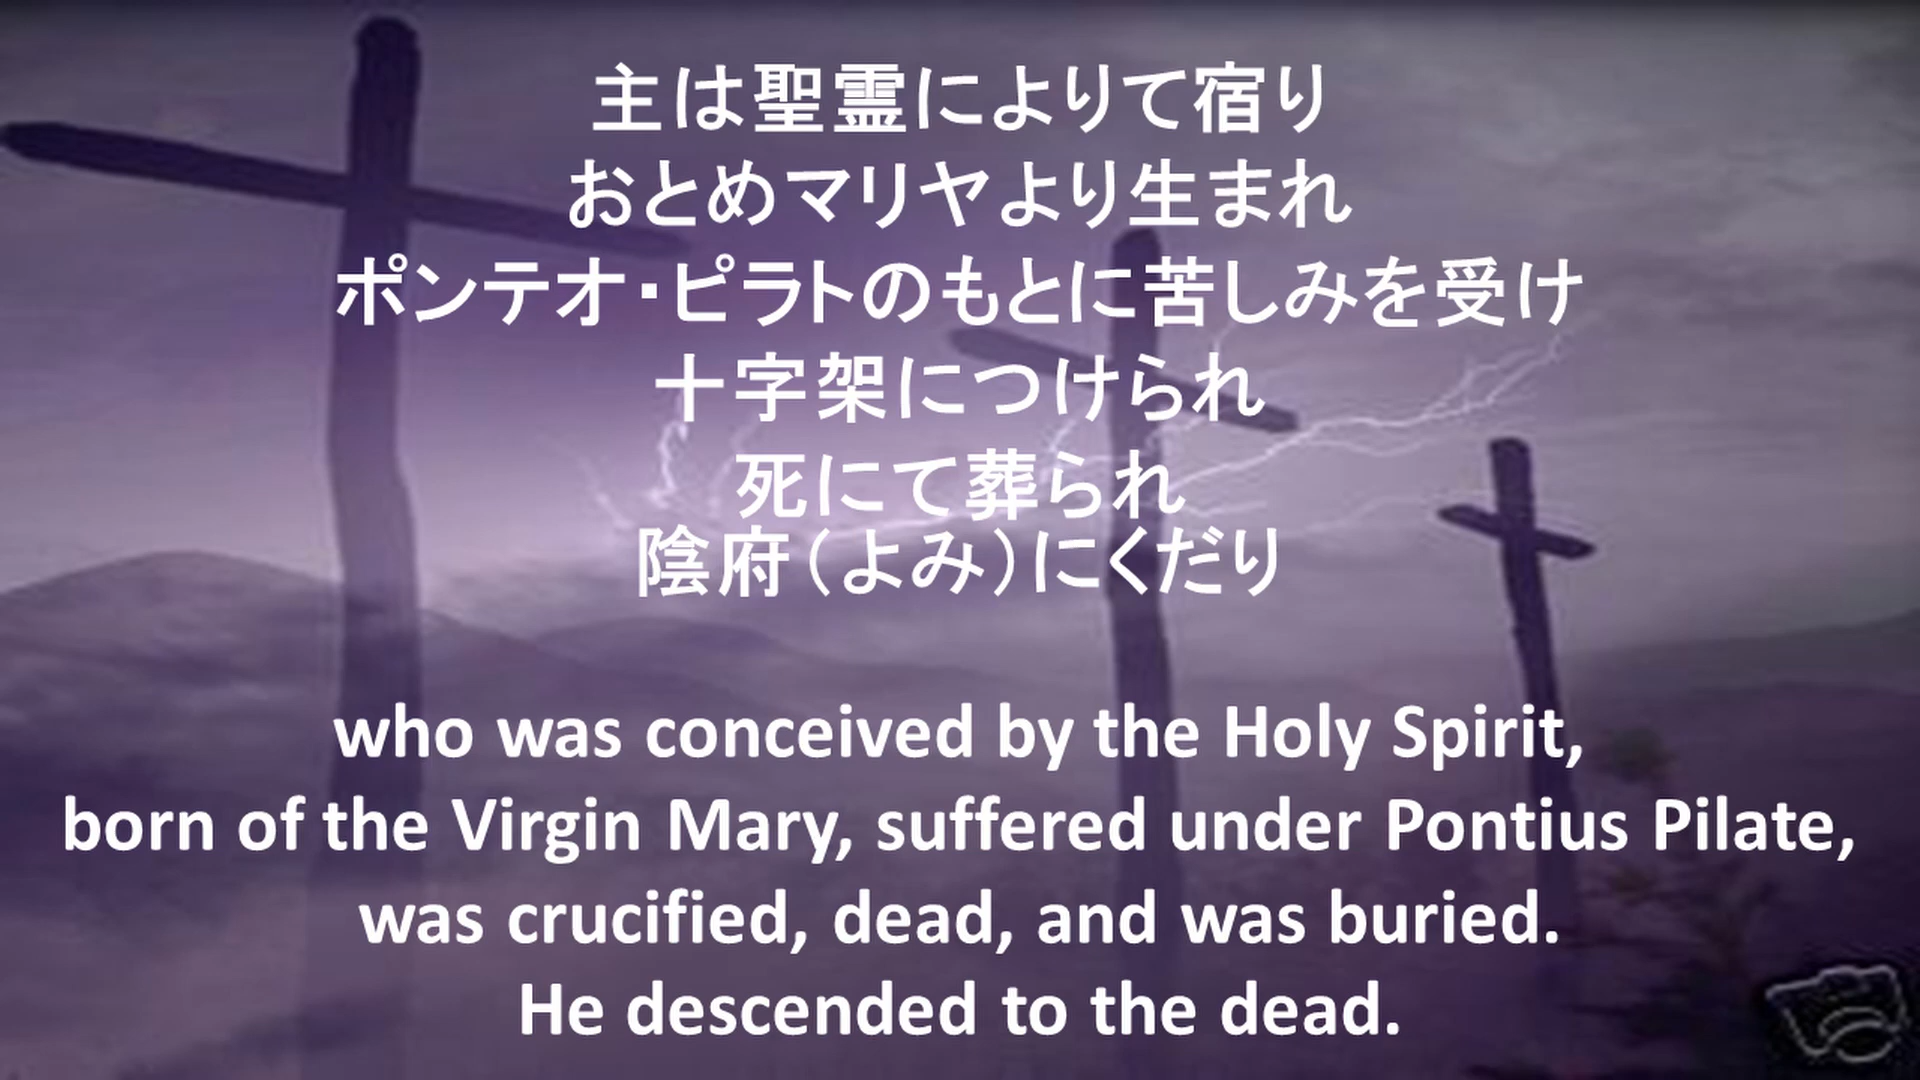 主は聖霊によりて宿り
おとめマリヤより生まれ
ポンテオ・ピラトのもとに苦しみを受け
十字架につけられ
死にて葬られ
陰府（よみ）にくだり
who was conceived by the Holy Spirit,
born of the Virgin Mary, suffered under Pontius Pilate,
was crucified, dead, and was buried.
He descended to the dead.